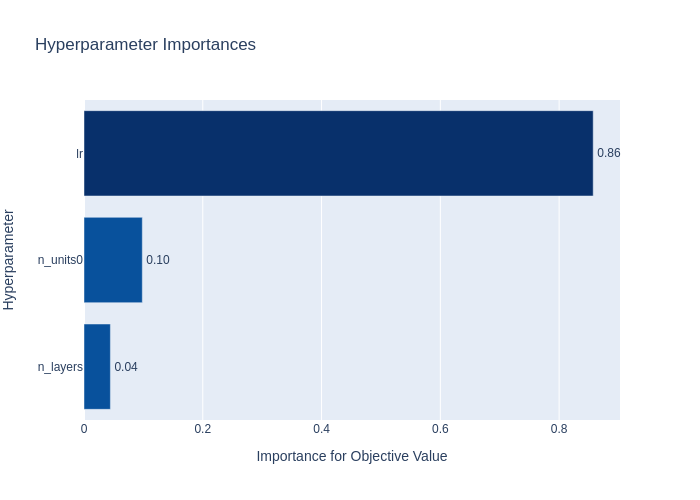 Hyperparameter Importances
Hyperparameter
lr
0.86
n_units0
0.10
n_layers
0.04
0
0.2
0.4
0.6
0.8
Importance for Objective Value